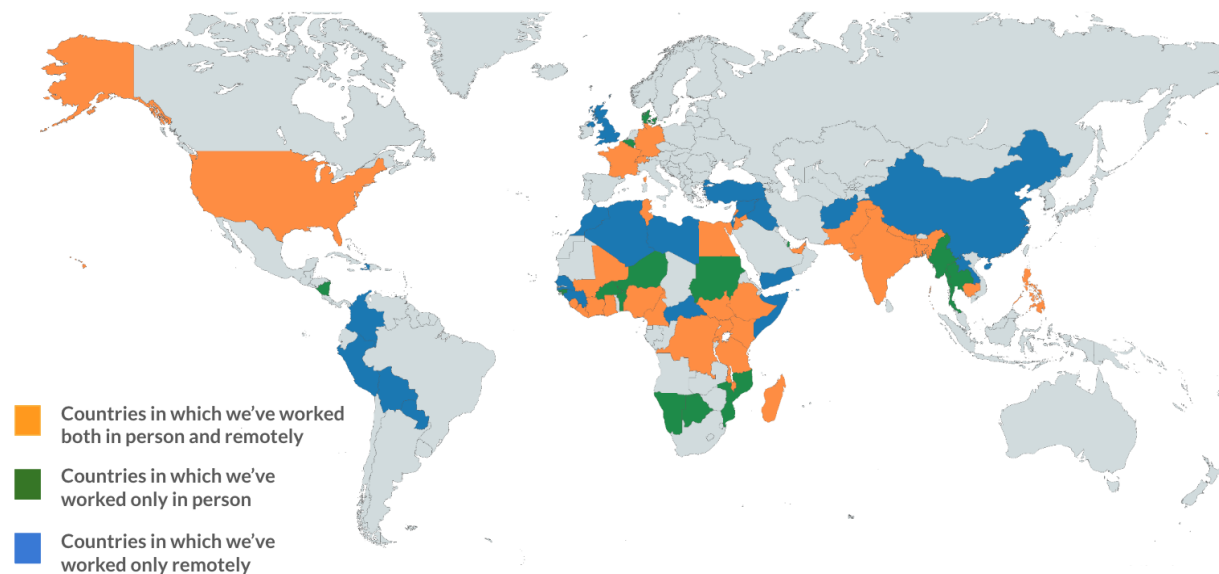 Countries in which we’ve worked
both in person and remotely
Countries in which we’ve
worked only in person
Countries in which we’ve
worked only remotely